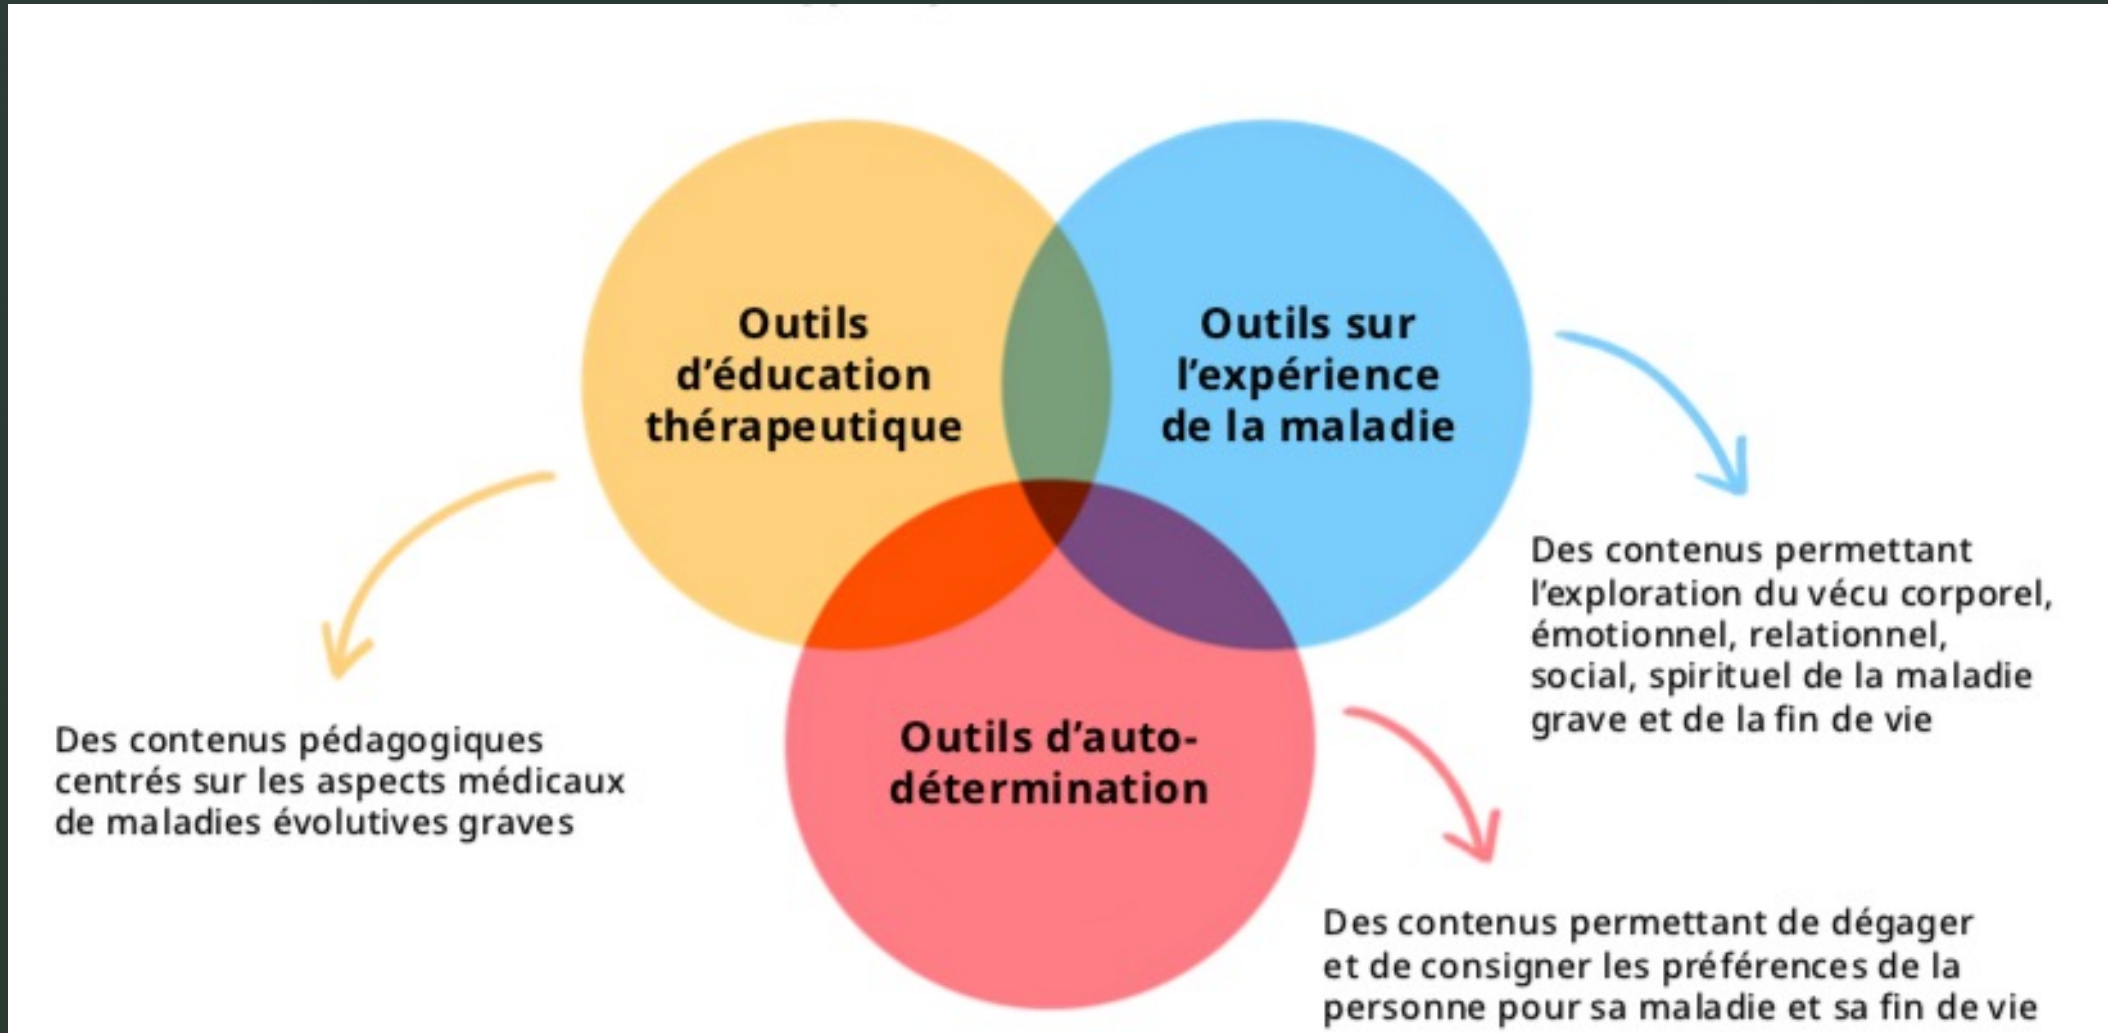 Outils
d’éducation
thérapeutique
Outils sur
l’expérience
de la maladie
Outils d’auto-
détermination
Des contenus pédagogiques
centrés sur les aspects médicaux
de maladies évolutives graves
Des contenus permettant
l’exploration du vécu corporel,
émotionnel, relationnel,
social, spirituel de la maladie
grave et de la fin de vie
Des contenus permettant de dégager
et de consigner les préférences de la
personne pour sa maladie et sa fin de vie